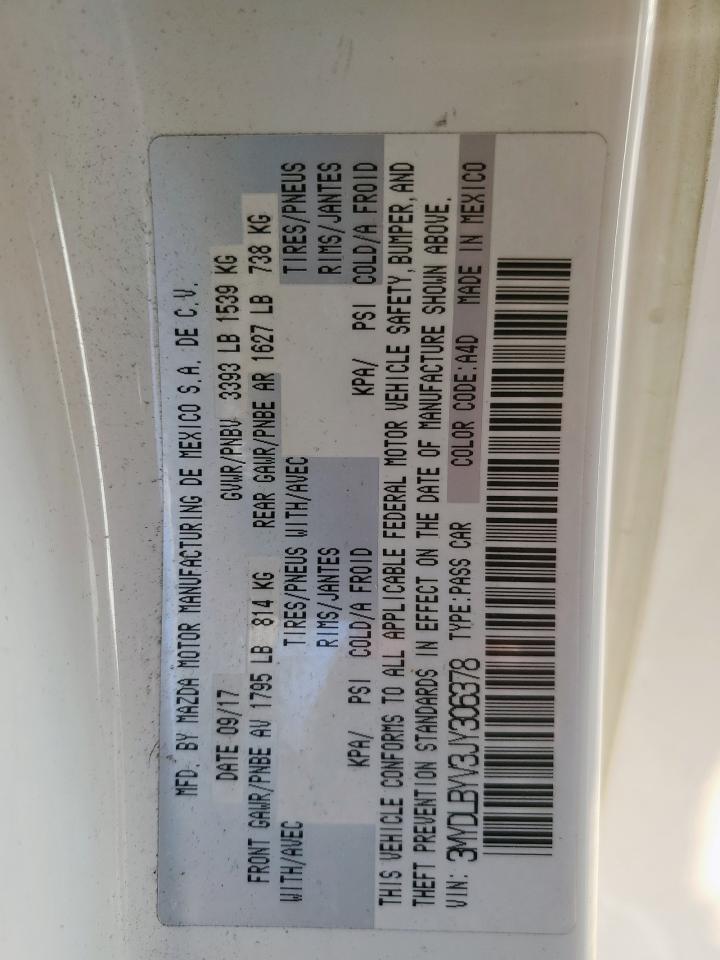 MFD. BY MAZDA MOTOR MANUFACTURING DE MEXICO S.A. DE C.V.
DATE 09/17 GVWR/PNBV 3393 LB 1539 KG
FRONT GAWR/PNBE AV 1795 LB 814 KG REAR GAWR/PNBE AR 1627 LB 738 KG
WITH/AVEC TIRES/PNEUS WITH/AVEC TIRES/PNEUS
RIMS/JANTES RIMS/JANTES
KPA/ PSI COLD/A FROID KPA/ PSI COLD/A FROID
THIS VEHICLE CONFORMS TO ALL APPLICABLE FEDERAL MOTOR VEHICLE SAFETY, BUMPER, AND
THEFT PREVENTION STANDARDS IN EFFECT ON THE DATE OF MANUFACTURE SHOWN ABOVE.
VIN: 3MYDLBYV3JY306378 TYPE:PASS CAR COLOR CODE:A4D MADE IN MEXICO